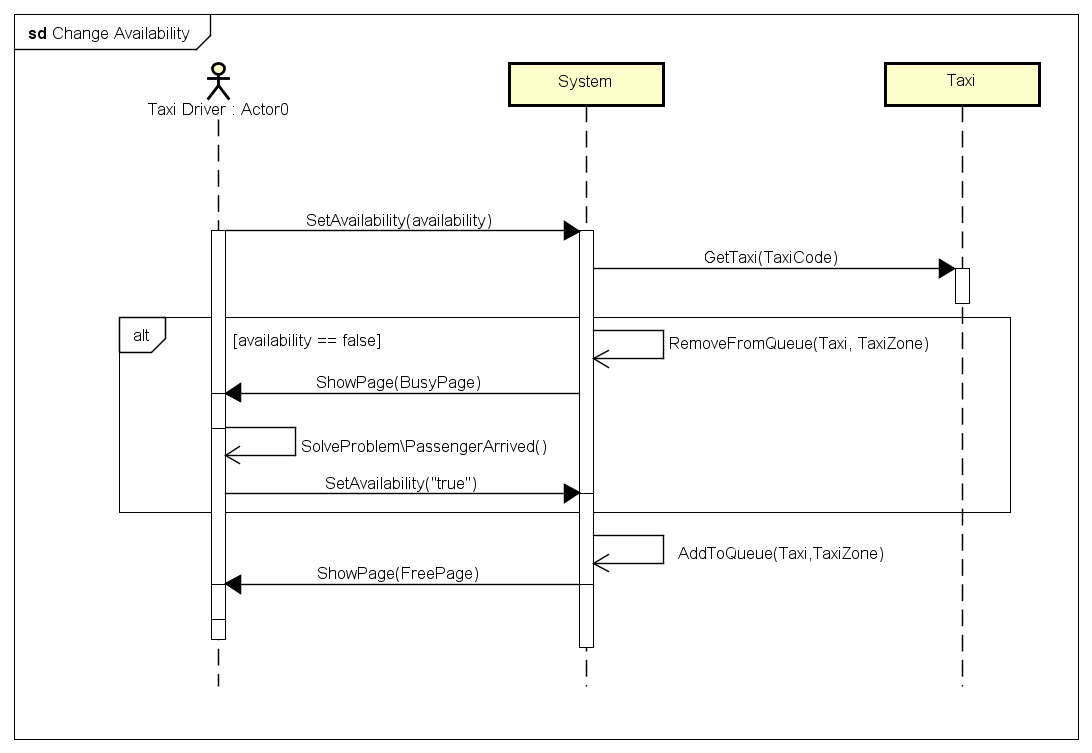 sd Change Availability
Taxi Driver : Actor0
System
Taxi
SetAvailability(availability)
GetTaxi(TaxiCode)
alt
[availability == false]
RemoveFromQueue(Taxi, TaxiZone)
ShowPage(BusyPage)
SolveProblem\PassengerArrived()
SetAvailability("true")
AddToQueue(Taxi,TaxiZone)
ShowPage(FreePage)